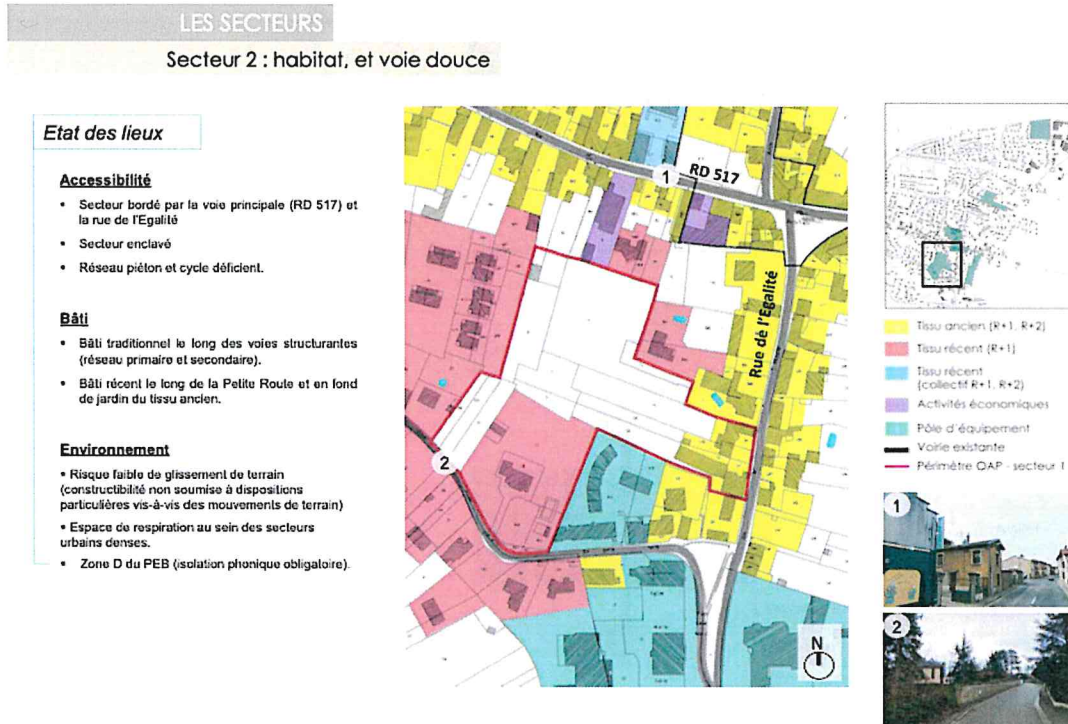 LES SECTEURS
Secteur 2 : habitat, et voie douce
Etat des lieux
Accessibilité
• Secteur bordé par la voie principale (RD 517) et
la rue de l'Egalité
• Secteur enclavé
• Réseau piéton et cycle déficient.
Bâti
• Bâti traditionnel le long des voies structurantes
(réseau primaire et secondaire).
• Bâti récent le long de la Petite Route et en fond
de jardin du tissu ancien.
Environnement
• Risque faible de glissement de terrain
(constructibilité non soumise à dispositions
particulières vis-à-vis des mouvements de terrain)
• Espace de respiration au sein des secteurs
urbains denses.
• Zone D du PEB (isolation phonique obligatoire).
1
RD 517
Rue de l'Egalité
2
N
Tissu ancien (R+1, R+2)
Tissu récent (R+1)
Tissu récent
(collectif R+1, R+2)
Activités économiques
Pôle d'équipement
Voirie existante
Périmètre OAP - secteur 1
1
2